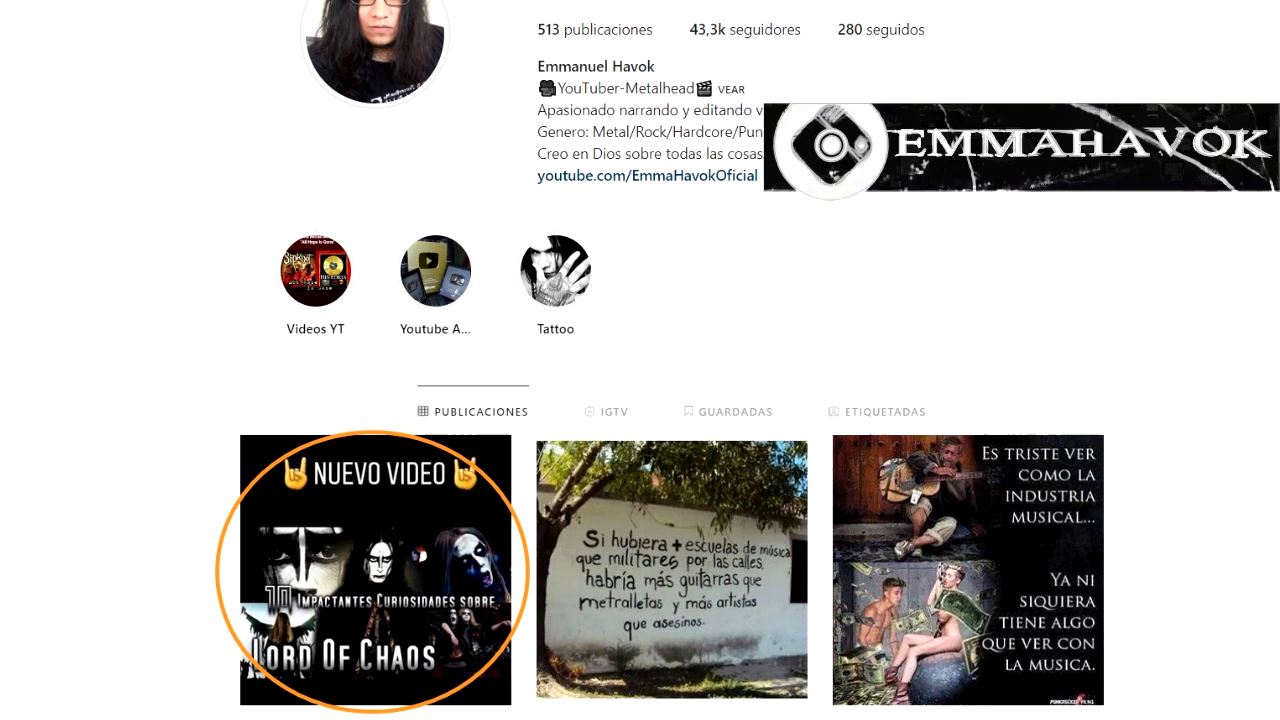 513 publicaciones 43,3k seguidores 280 seguidos
Emmanuel Havok
YouTuber-Metalhead VEAR
Apasionado narrando y editando v
Genero: Metal/Rock/Hardcore/Pun
Creo en Dios sobre todas las cosas
youtube.com/EmmaHavokOficial
EMMAHAVOK
SLIPKNOT
HISTORIA
Videos YT Youtube A... Tattoo
PUBLICACIONES IGTV GUARDADAS ETIQUETADAS
NUEVO VIDEO
10 IMPACTANTES CURIOSIDADES SOBRE
LORD OF CHAOS
Si hubiera + escuelas de música
que militares por las calles,
habría más guitarras que
metralletas y más artistas
que asesinos.
ES TRISTE VER
COMO LA
INDUSTRIA
MUSICAL...
YA NI
SIQUIERA
TIENE ALGO
QUE VER CON
LA MUSICA.